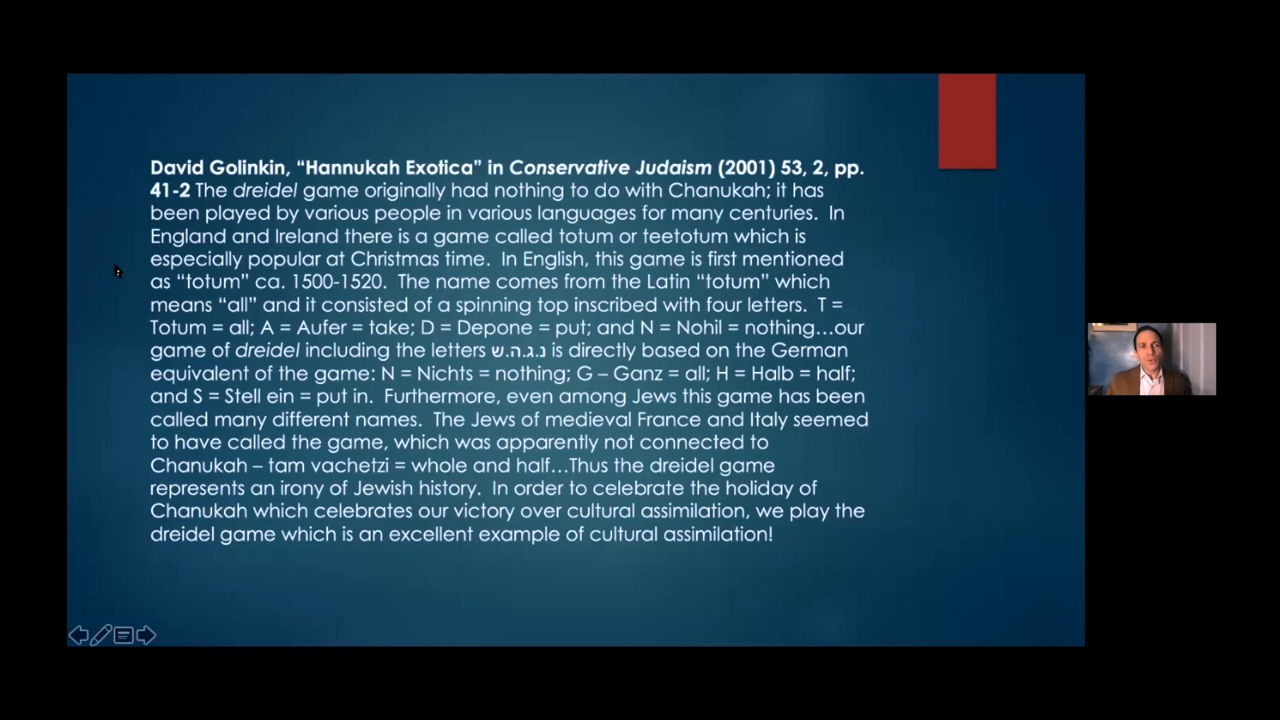 David Golinkin, “Hannukah Exotica” in Conservative Judaism (2001) 53, 2, pp.
41-2 The dreidel game originally had nothing to do with Chanukah; it has
been played by various people in various languages for many centuries. In
England and Ireland there is a game called totum or teetotum which is
especially popular at Christmas time. In English, this game is first mentioned
as “totum” ca. 1500-1520. The name comes from the Latin “totum” which
means “all” and it consisted of a spinning top inscribed with four letters. T =
Totum = all; A = Aufer = take; D = Depone = put; and N = Nohil = nothing…our
game of dreidel including the letters נ.ג.ה.ש is directly based on the German
equivalent of the game: N = Nichts = nothing; G – Ganz = all; H = Halb = half;
and S = Stell ein = put in. Furthermore, even among Jews this game has been
called many different names. The Jews of medieval France and Italy seemed
to have called the game, which was apparently not connected to
Chanukah – tam vachetzi = whole and half…Thus the dreidel game
represents an irony of Jewish history. In order to celebrate the holiday of
Chanukah which celebrates our victory over cultural assimilation, we play the
dreidel game which is an excellent example of cultural assimilation!